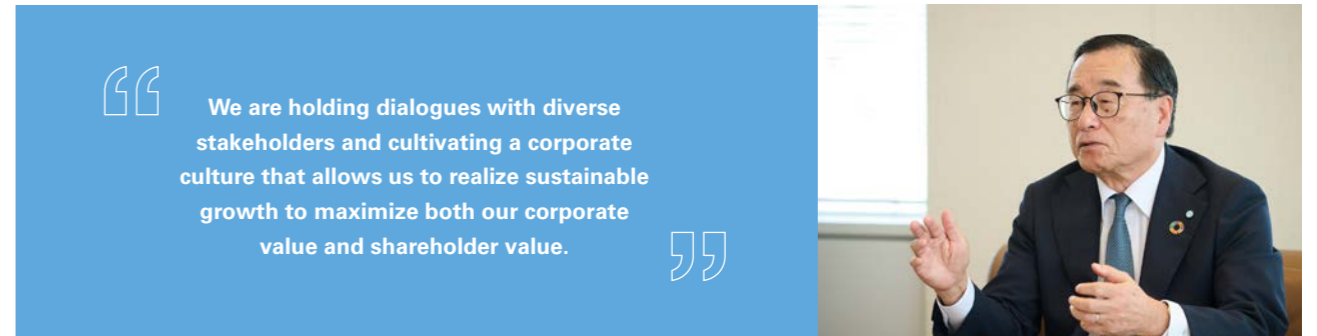 We are holding dialogues with diverse
stakeholders and cultivating a corporate
culture that allows us to realize sustainable
growth to maximize both our corporate
value and shareholder value.